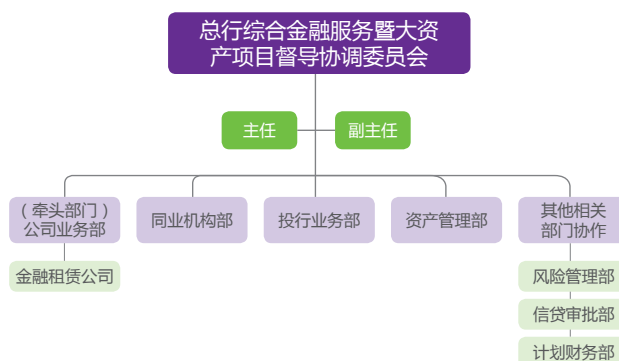 总行综合金融服务暨大资
产项目督导协调委员会
主任
副主任
（牵头部门）
公司业务部
同业机构部
投行业务部
资产管理部
其他相关
部门协作
金融租赁公司
风险管理部
信贷审批部
计划财务部